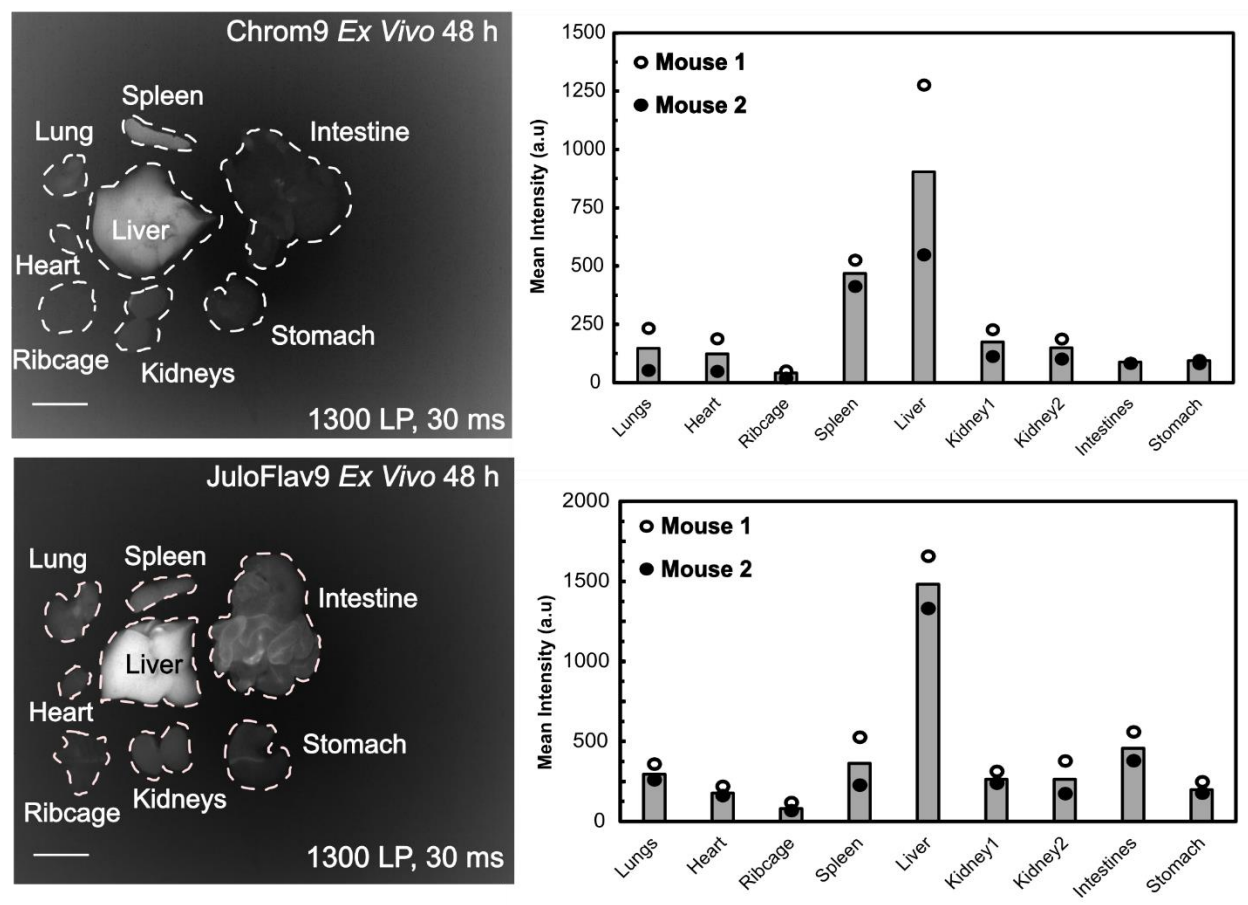 Chrom9 Ex Vivo 48 h
Spleen
Lung
Intestine
Liver
Heart
Ribcage
Kidneys
Stomach
1300 LP, 30 ms
Mean Intensity (a.u)
1500
1250
1000
750
500
250
0
Mouse 1
Mouse 2
Lungs
Heart
Ribcage
Spleen
Liver
Kidney1
Kidney2
Intestines
Stomach
JuloFlav9 Ex Vivo 48 h
Lung
Spleen
Intestine
Liver
Heart
Stomach
Ribcage
Kidneys
1300 LP, 30 ms
Mean Intensity (a.u)
2000
1500
1000
500
0
Mouse 1
Mouse 2
Lungs
Heart
Ribcage
Spleen
Liver
Kidney1
Kidney2
Intestines
Stomach